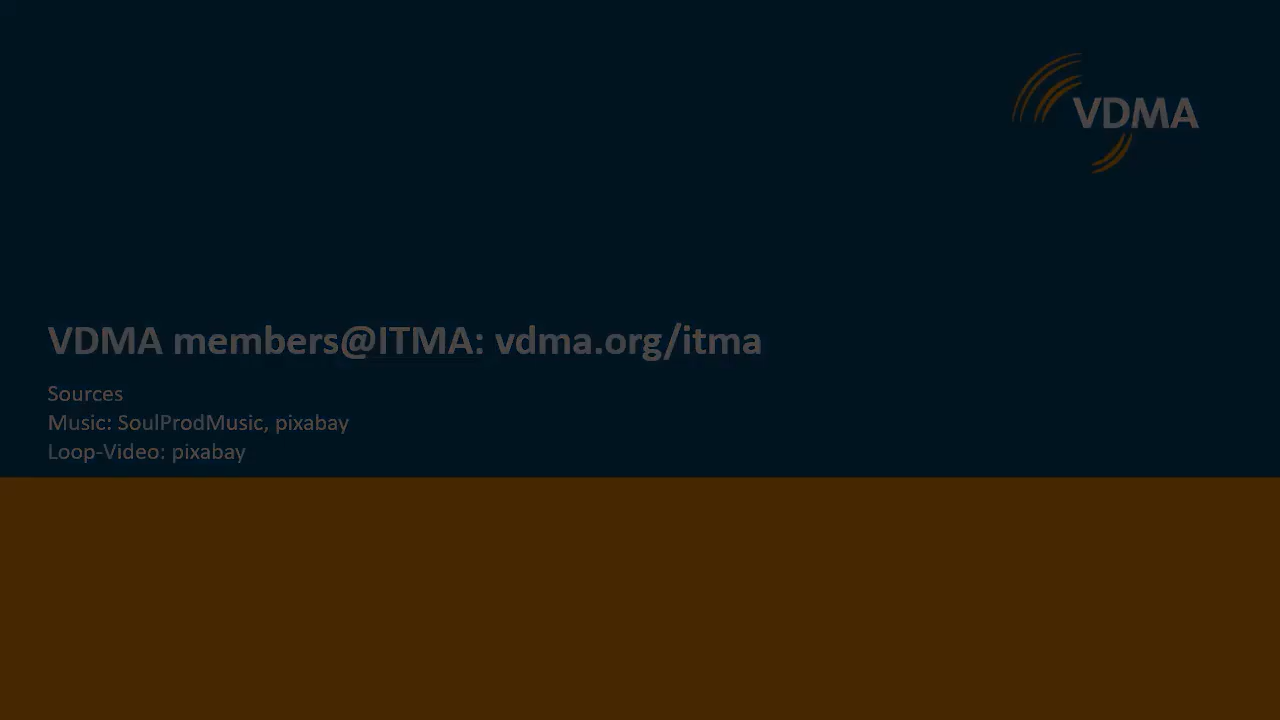 VDMA
VDMA members@ITMA: vdma.org/itma
Sources
Music: SoulProdMusic, pixabay
Loop-Video: pixabay